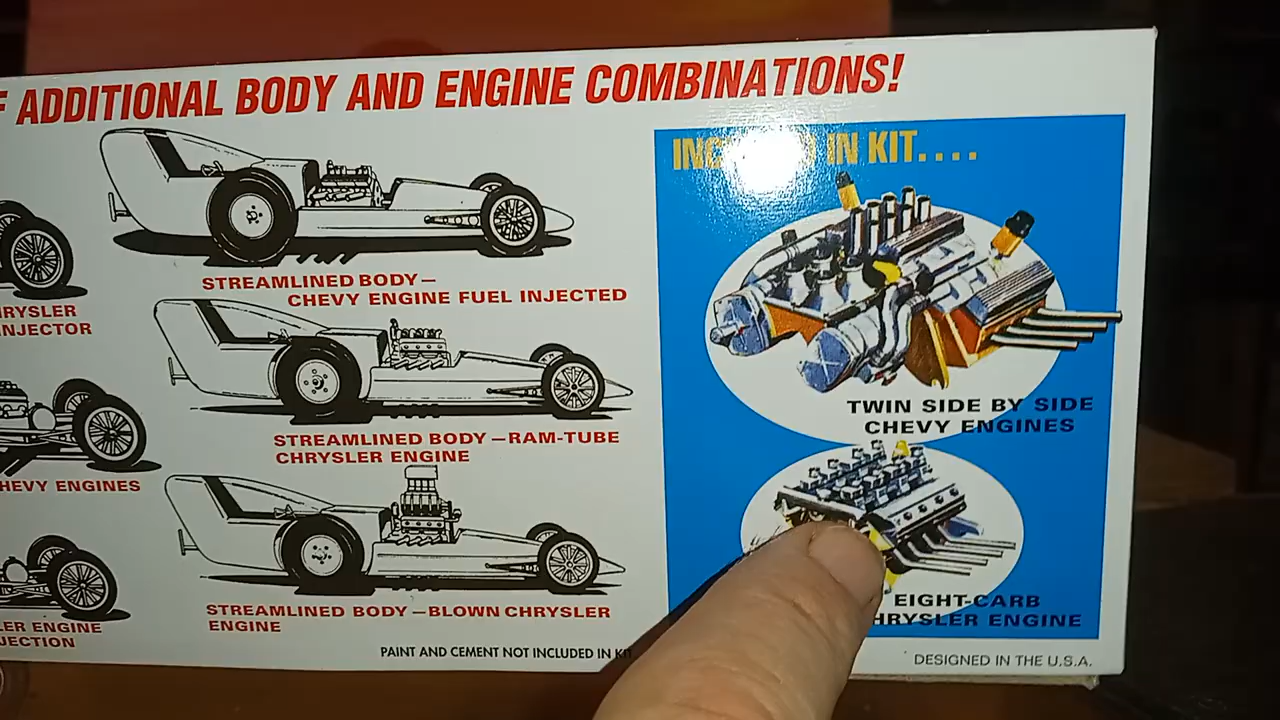 ADDITIONAL BODY AND ENGINE COMBINATIONS!
IN KIT....
STREAMLINED BODY—
CHEVY ENGINE FUEL INJECTED
STREAMLINED BODY—RAM-TUBE
CHRYSLER ENGINE
CHEVY ENGINES
STREAMLINED BODY—BLOWN CHRYSLER
ENGINE
ENGINE
TWIN SIDE BY SIDE
CHEVY ENGINES
EIGHT-CARB
CHRYSLER ENGINE
PAINT AND CEMENT NOT INCLUDED IN KIT
DESIGNED IN THE U.S.A.